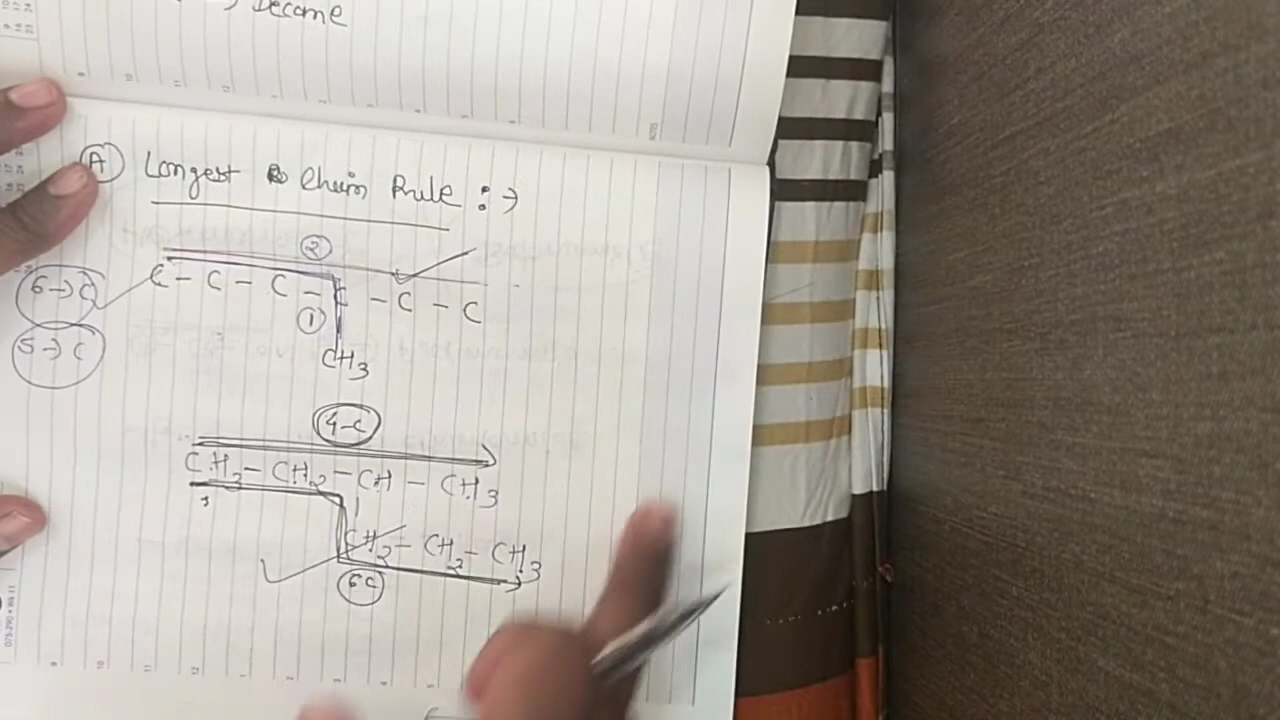 become
(A) Longest Chain Rule :→
②
6→C C – C – C – C – C – C
①
5→C
CH3
4-C
CH3 – CH2 – CH – CH3
CH2 – CH2 – CH3
6C